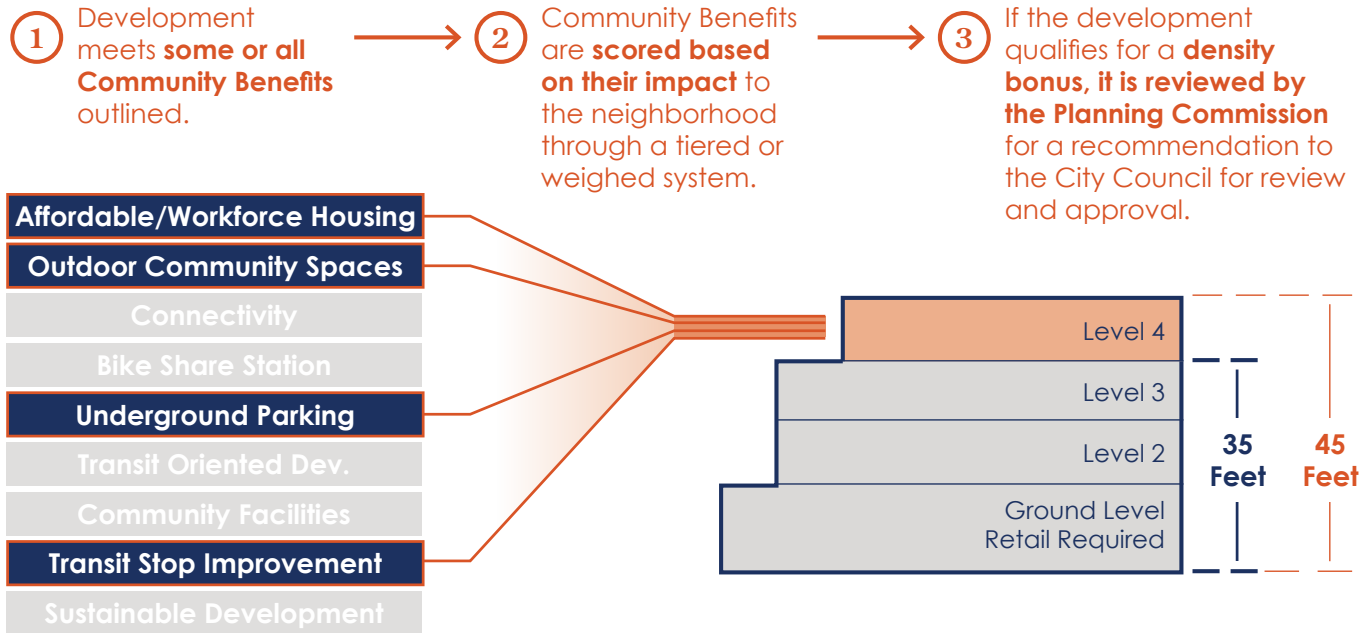 1
Development
meets some or all
Community Benefits
outlined.
2
Community Benefits
are scored based
on their impact to
the neighborhood
through a tiered or
weighed system.
3
If the development
qualifies for a density
bonus, it is reviewed by
the Planning Commission
for a recommendation to
the City Council for review
and approval.
Affordable/Workforce Housing
Outdoor Community Spaces
Connectivity
Bike Share Station
Underground Parking
Transit Oriented Dev.
Community Facilities
Transit Stop Improvement
Sustainable Development
Level 4
Level 3
Level 2
Ground Level
Retail Required
35
Feet
45
Feet